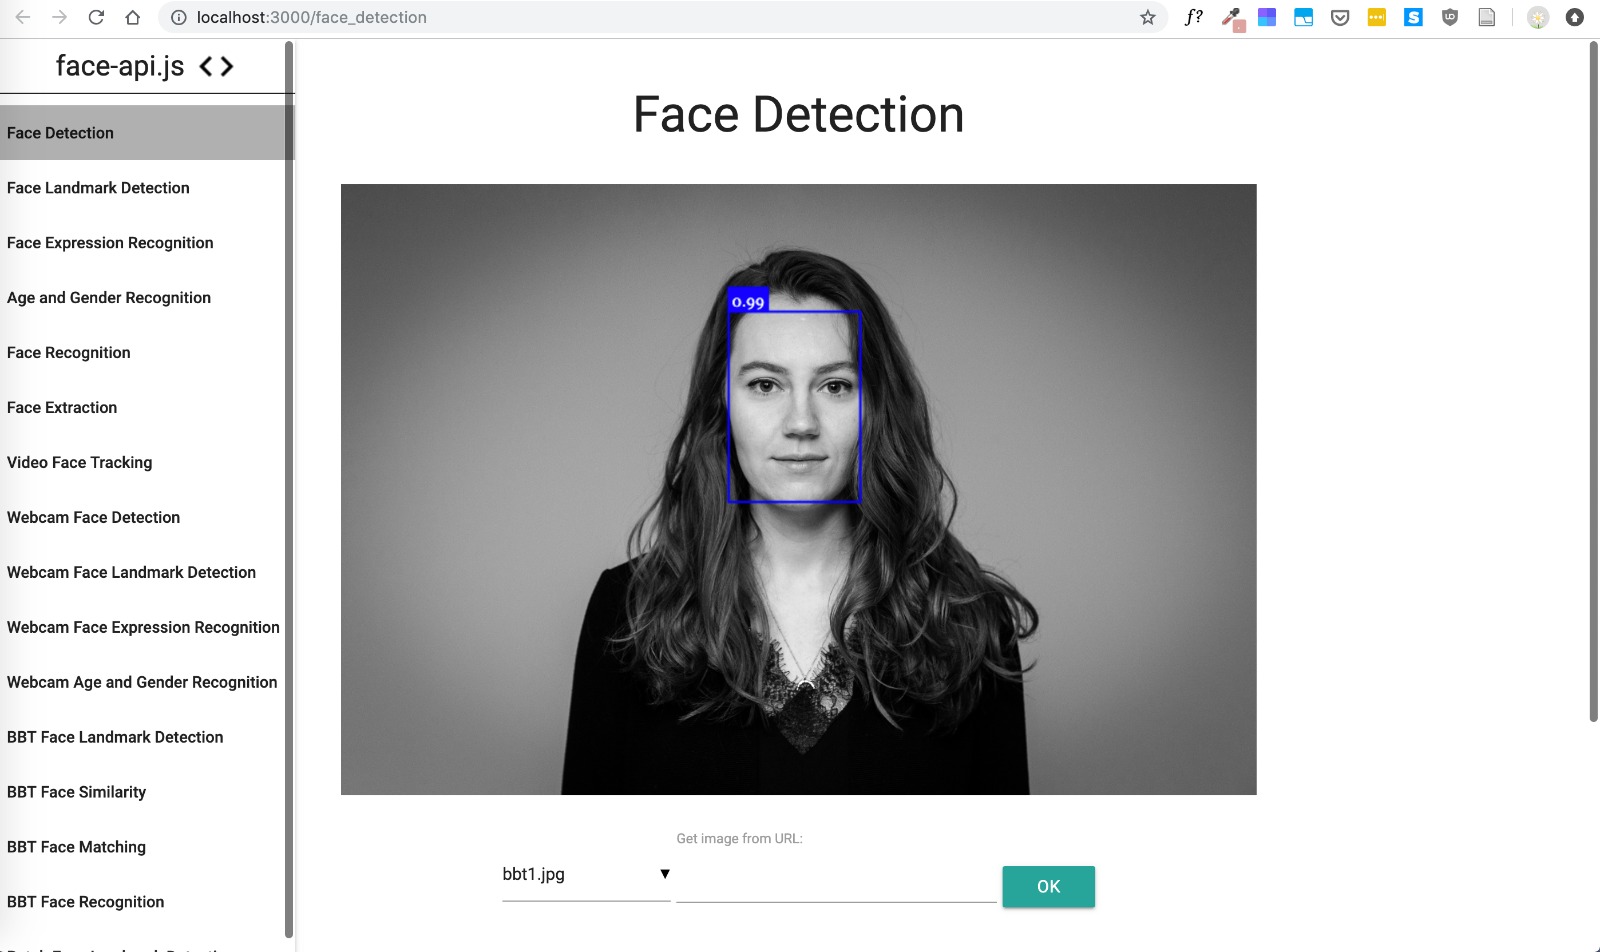 localhost:3000/face_detection
f?
face-api.js
Face Detection
Face Landmark Detection
Face Expression Recognition
Age and Gender Recognition
Face Recognition
Face Extraction
Video Face Tracking
Webcam Face Detection
Webcam Face Landmark Detection
Webcam Face Expression Recognition
Webcam Age and Gender Recognition
BBT Face Landmark Detection
BBT Face Similarity
BBT Face Matching
BBT Face Recognition
Face Detection
0.99
Get image from URL:
bbt1.jpg
OK